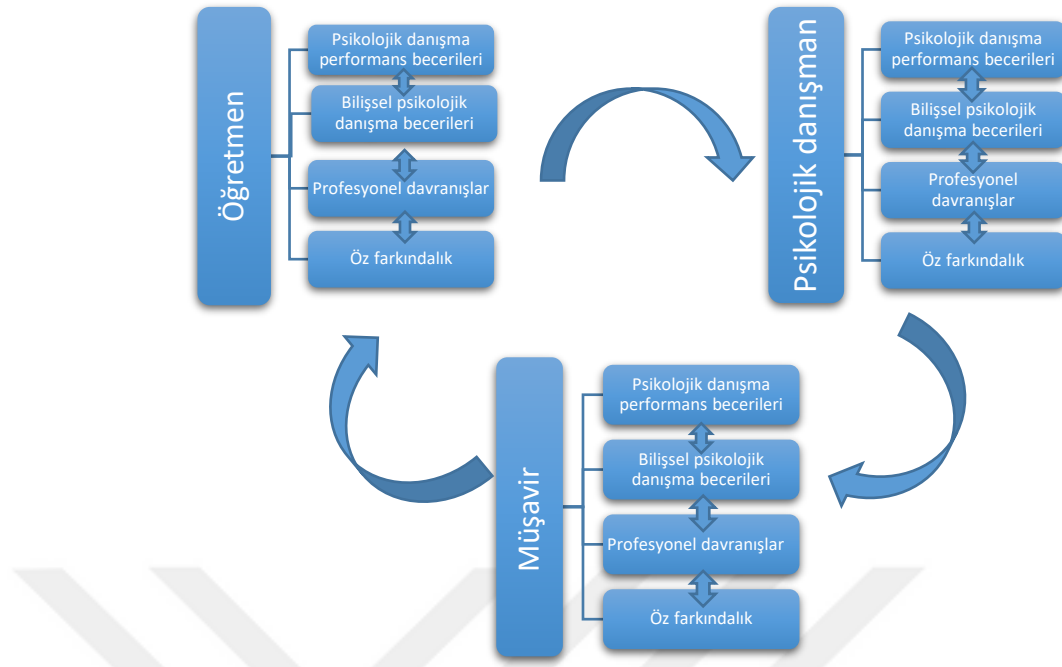 Öğretmen
Psikolojik danışma
performans becerileri
Bilişsel psikolojik
danışma becerileri
Profesyonel davranışlar
Öz farkındalık
Psikolojik danışman
Psikolojik danışma
performans becerileri
Bilişsel psikolojik
danışma becerileri
Profesyonel
davranışlar
Öz farkındalık
Müşavir
Psikolojik danışma
performans becerileri
Bilişsel psikolojik
danışma becerileri
Profesyonel davranışlar
Öz farkındalık